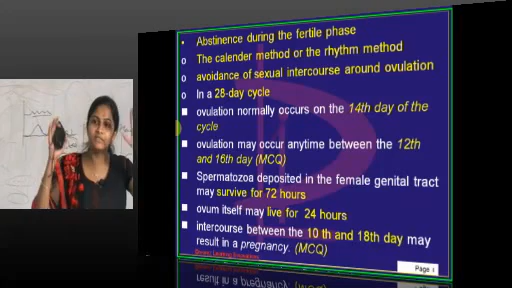 • Abstinence during the fertile phase
o The calender method or the rhythm method
o avoidance of sexual intercourse around ovulation
o In a 28-day cycle
■ ovulation normally occurs on the 14th day of the
cycle
■ ovulation may occur anytime between the 12th
and 16th day (MCQ)
■ Spermatozoa deposited in the female genital tract
may survive for 72 hours
■ ovum itself may live for 24 hours
■ intercourse between the 10 th and 18th day may
result in a pregnancy. (MCQ)
Page